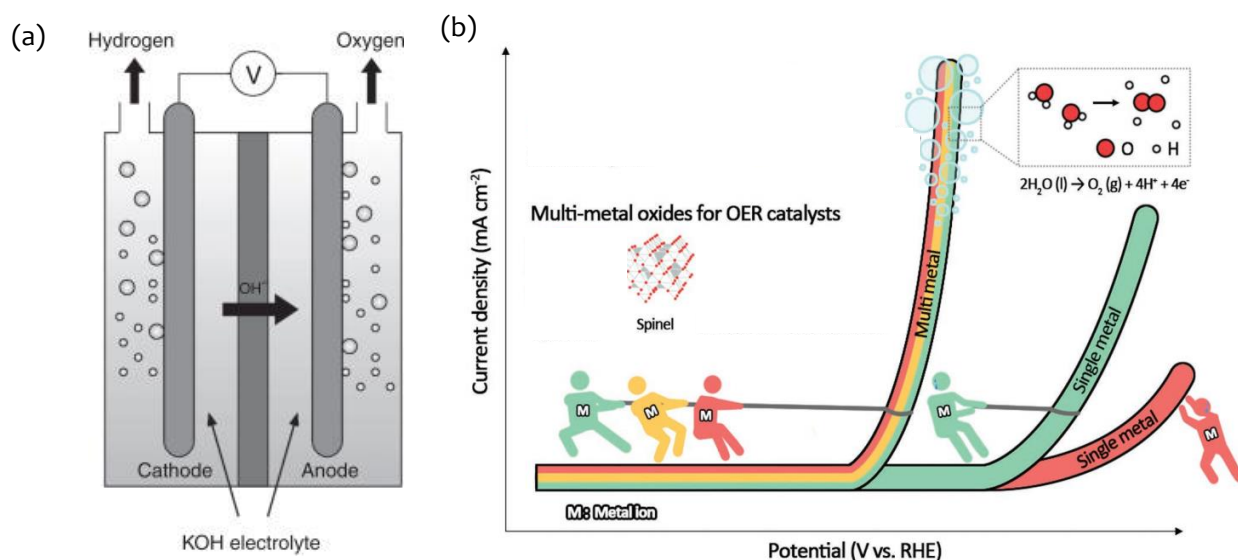 (a)
Hydrogen
Oxygen
V
OH⁻
Cathode
Anode
KOH electrolyte
(b)
Current density (mA cm⁻²)
Multi-metal oxides for OER catalysts
Spinel
M
M
M
M
M
Multi metal
Single metal
Single metal
O
H
2H₂O (l) → O₂ (g) + 4H⁺ + 4e⁻
M : Metal ion
Potential (V vs. RHE)